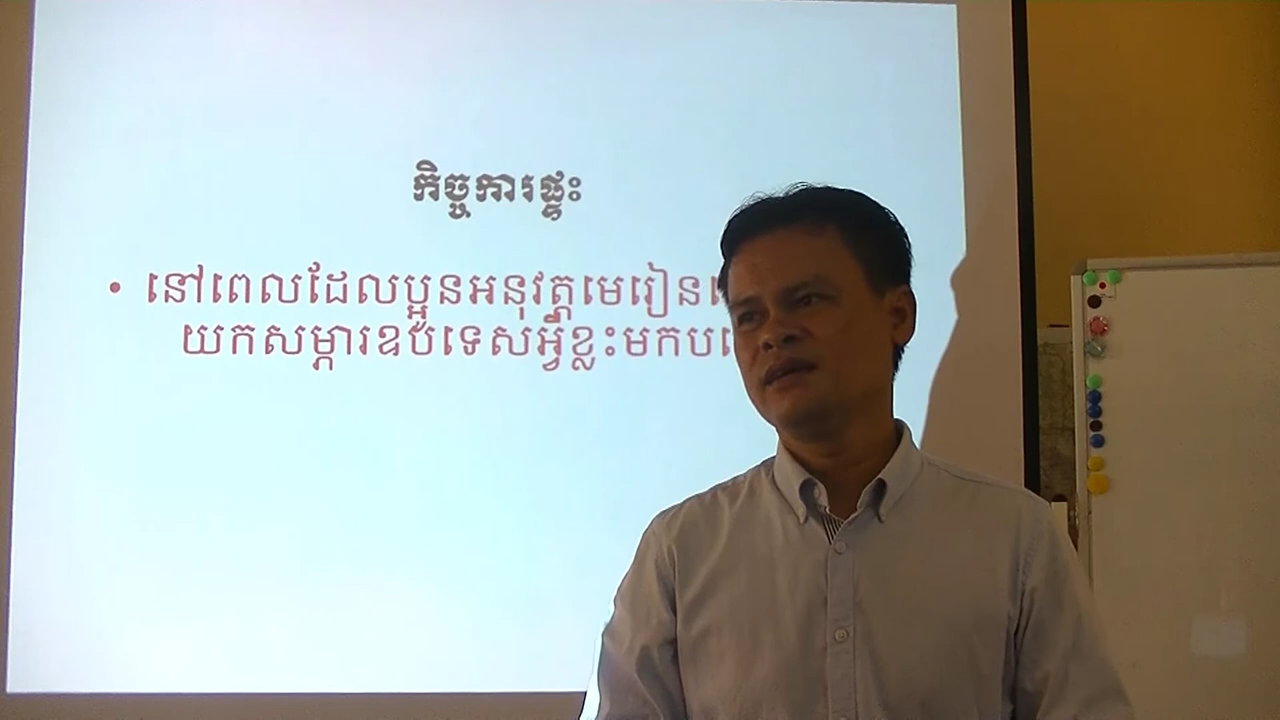 កិច្ចការផ្ទះ
• នៅពេលដែលប្អូនអនុវត្តមេរៀន
យកសម្ភារឧបទេសអ្វីខ្លះមក